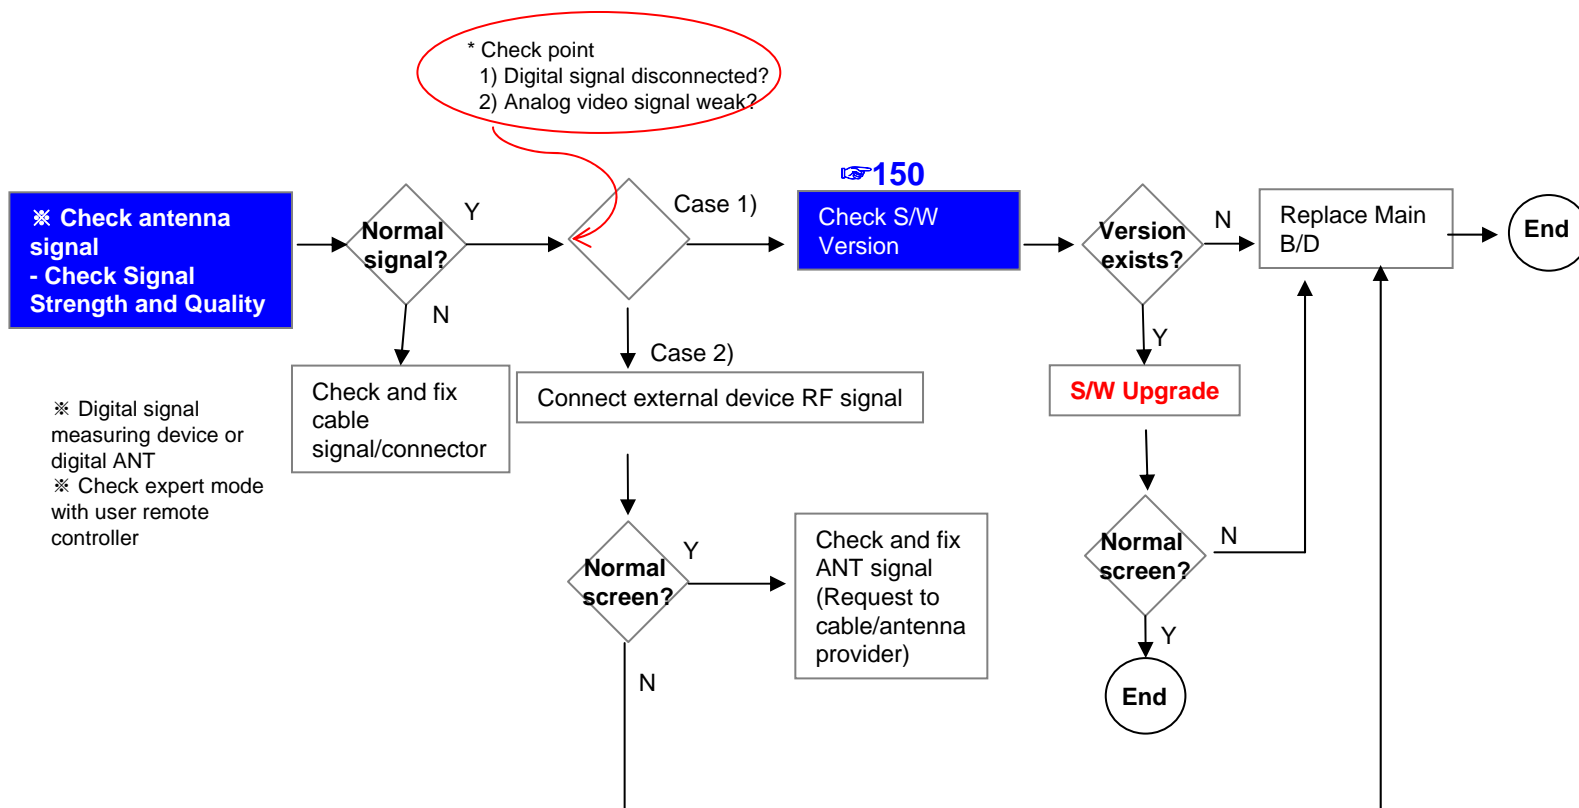 * Check point
1) Digital signal disconnected?
2) Analog video signal weak?
☞150
※ Check antenna
signal
- Check Signal
Strength and Quality
Normal
signal?
Y
N
Case 1)
Check S/W
Version
Version
exists?
N
Y
Replace Main
B/D
End
Case 2)
Check and fix
cable
signal/connector
Connect external device RF signal
S/W Upgrade
※ Digital signal
measuring device or
digital ANT
※ Check expert mode
with user remote
controller
Normal
screen?
Y
N
Check and fix
ANT signal
(Request to
cable/antenna
provider)
Normal
screen?
N
Y
End